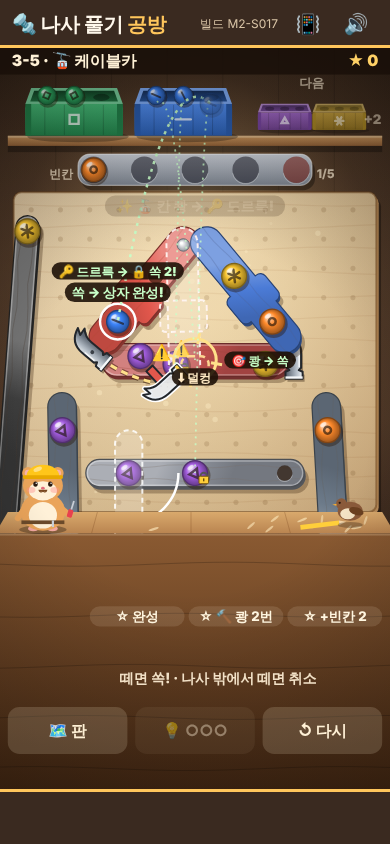 나사 풀기 공방
빌드 M2-S017
3-5 · 케이블카
★ 0
다음
+2
빈칸
1/5
드르륵 → 쏙 2!
쏙 → 상자 완성!
쾅 → 쏙
⬇덜컹
☆ 완성
☆ 쾅 2번
☆ +빈칸 2
떼면 쏙! · 나사 밖에서 떼면 취소
판
다시